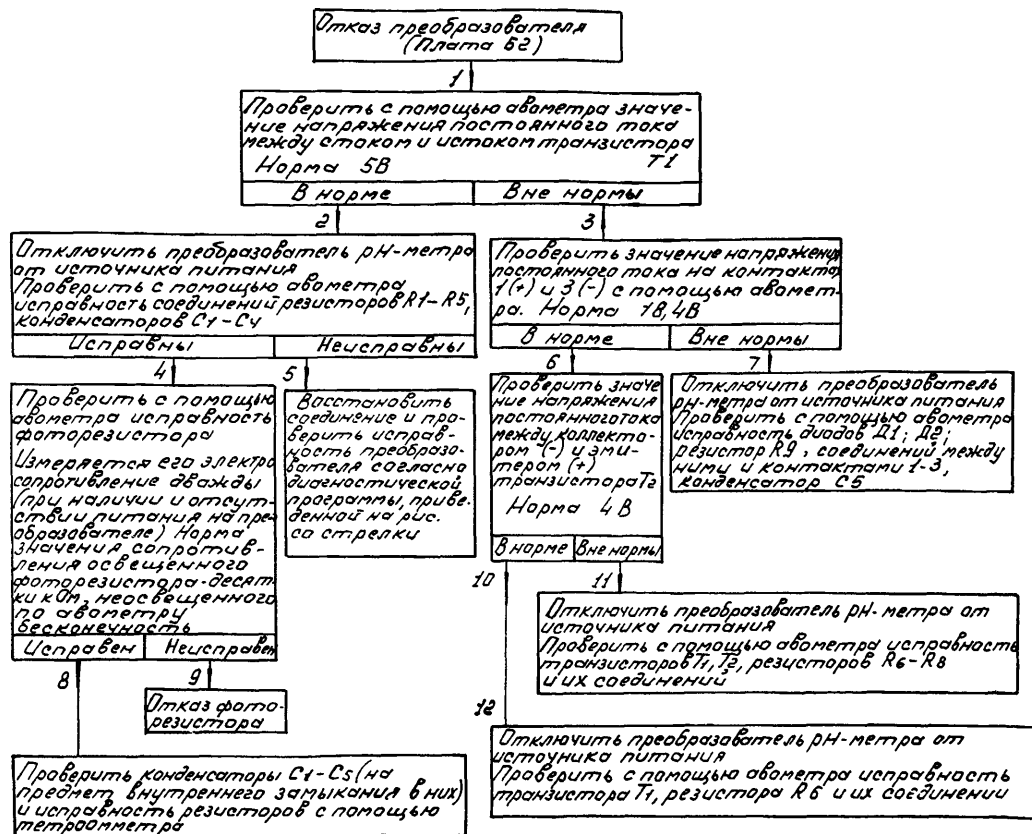 Отказ преобразователя
(Плата Б2)
1
Проверить с помощью авометра значе-
ние напряжения постоянного тока
между стоком и истоком транзистора
Т1
Норма 5В
В норме
Вне нормы
2
3
Отключить преобразователь рН-метра
от источника питания
Проверить с помощью авометра
исправность соединений резисторов R1-R5,
конденсаторов С1-С4
Исправны
Неисправны
Проверить значение напряжени
постоянного тока на контакта
1(+) и 3(-) с помощью авомет-
ра. Норма 18,4В
В норме
Вне нормы
4
5
6
7
Проверить с помощью
авометра исправность
фоторезистора
Измеряется его электро
сопротивление дважды
(при наличии и отсут-
ствии питания на пре
образователе) Норма
значения сопротив-
ления освещенного
фоторезистора-десят
ки кОм, неосвещенного
по авометру
бесконечность
Исправен
Неисправен
Восстановить
соединение и про-
верить исправ-
ность преобразо-
вателя согласно
диагностической
программы, приве-
денной на рис.
со стрелки
Проверить значе
ние напряжения
постоянного тока
между коллекто-
ром (-) и эми-
тером (+)
транзистора Т2
Норма 4В
В норме
Вне нормы
Отключить преобразователь
рН-метра от источника питания
Проверить с помощью авометра
исправность диодов Д1; Д2;
резистор R9, соединений между
ними и контактами 1-3,
конденсатор С5
8
9
10
11
Отказ фото-
резистора
Отключить преобразователь рН-метра от
источника питания
Проверить с помощью авометра исправность
транзисторов Т1, Т2, резисторов R6-R8
и их соединений
12
Проверить конденсаторы С1-С5 (на
предмет внутреннего замыкания в них)
и исправность резисторов с помощью
тетраомметра
Отключить преобразователь рН-метра от
источника питания
Проверить с помощью авометра исправность
транзистора Т1, резистора R6 и их соединении